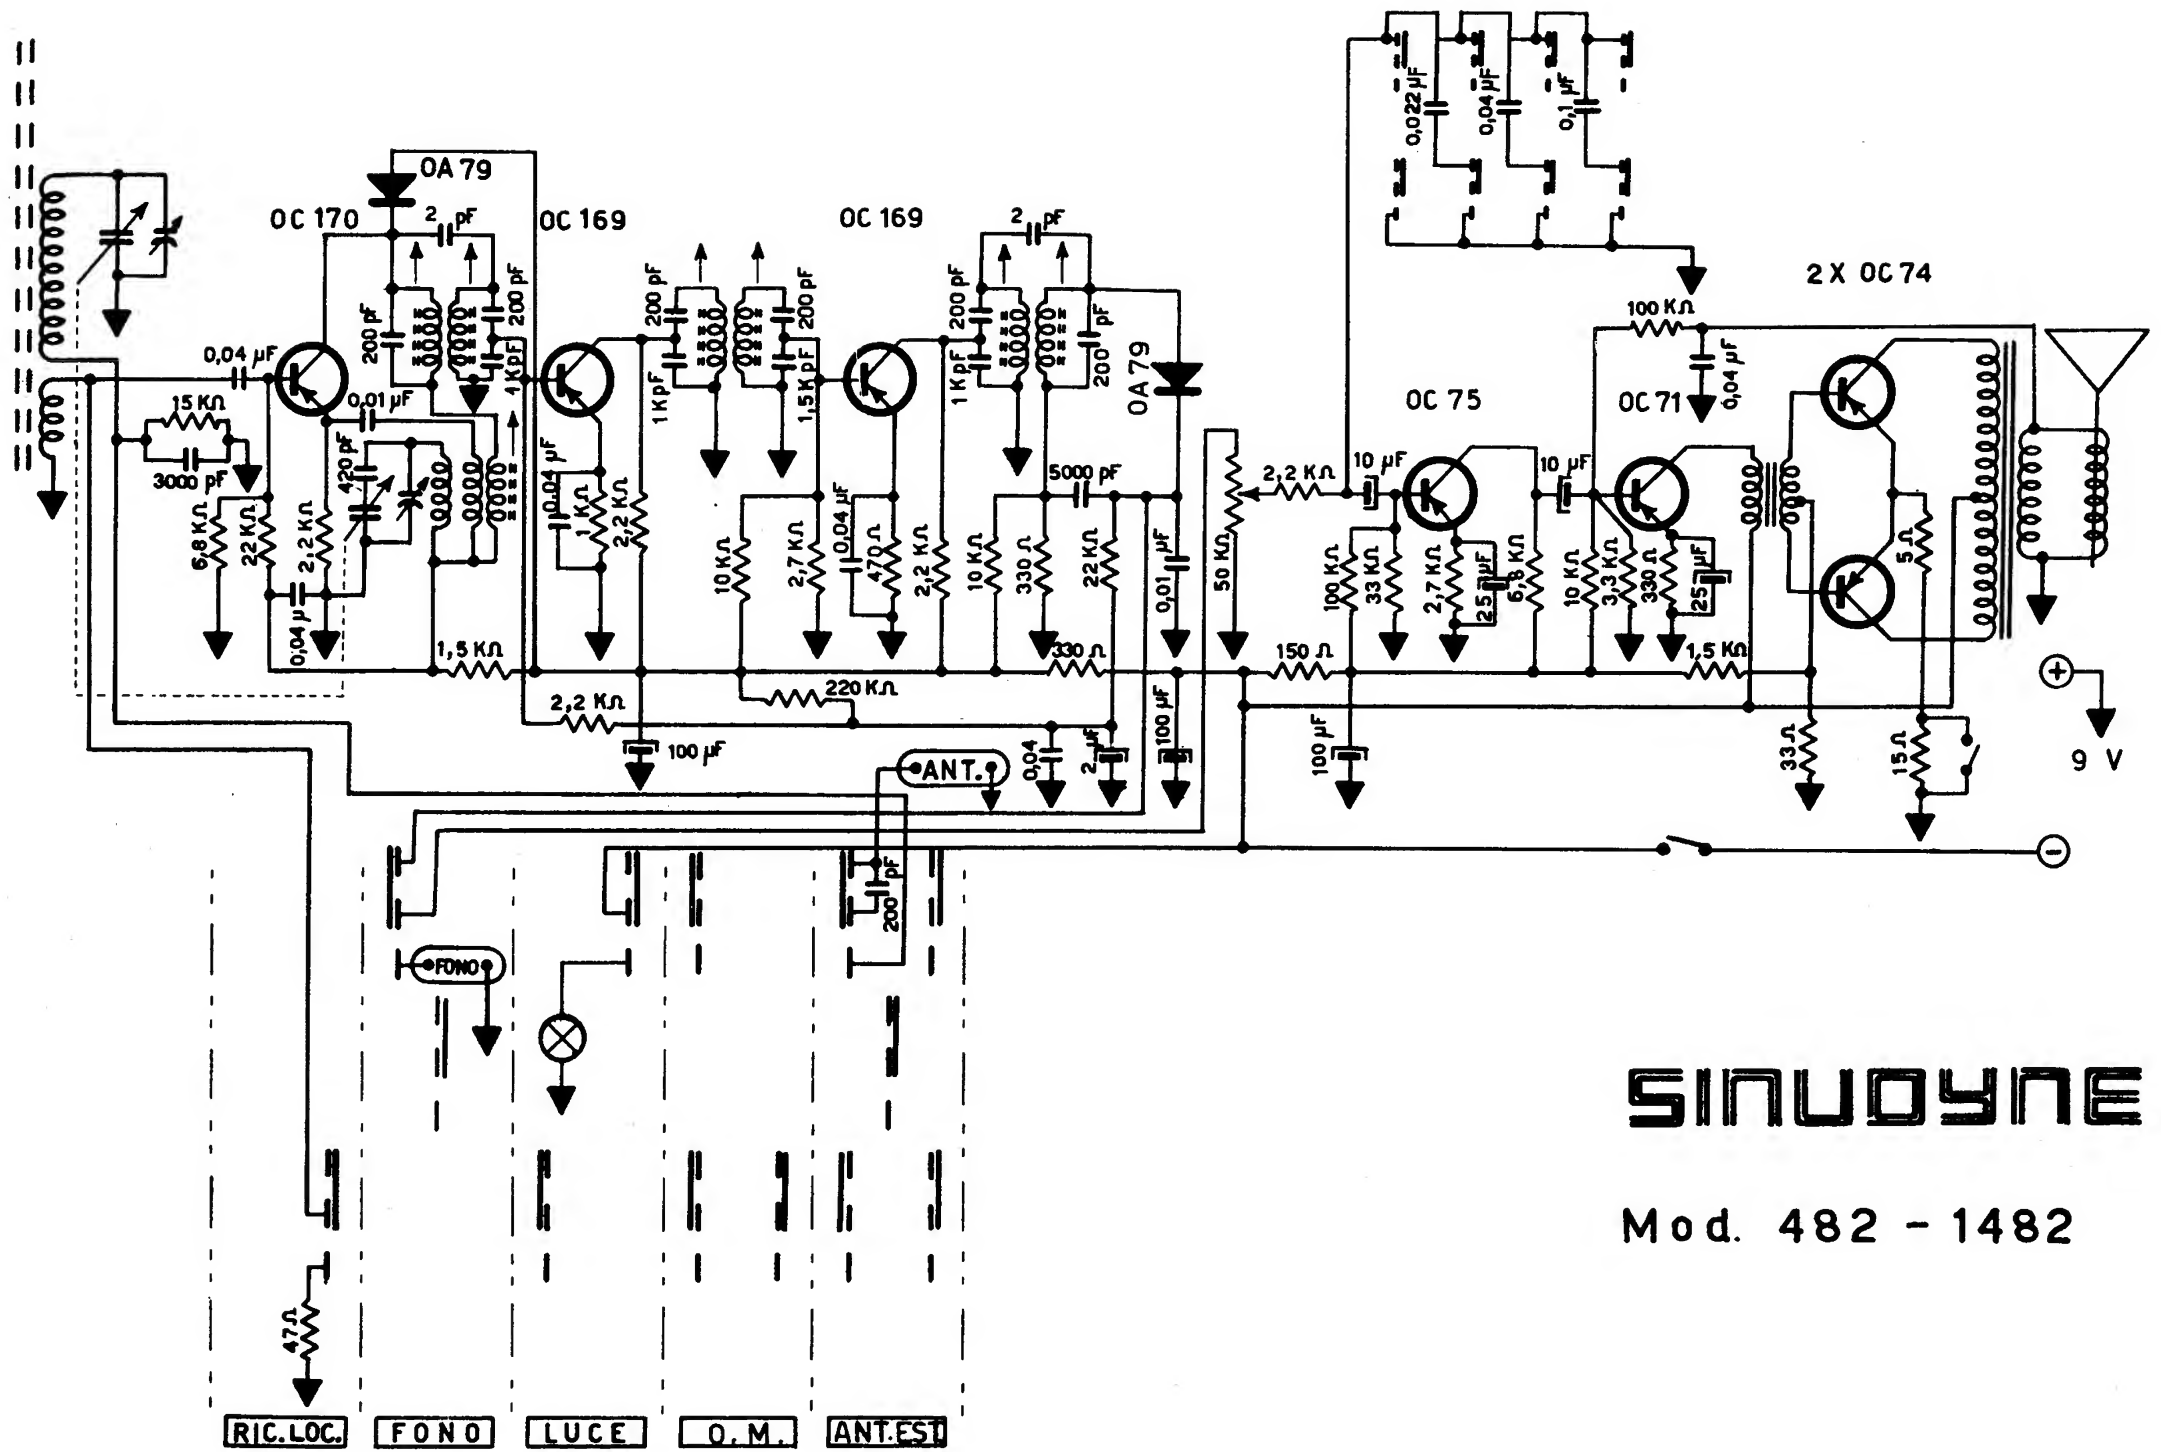 OA 79
OC 170
2 pF
OC 169
OC 169
2 pF
0,022 µF
0,04 µF
0,1 µF
2 X OC 74
100 KΩ
0,04 µF
200 pF
200 pF
1 KpF
200 pF
1KpF
200 pF
1,5KpF
200 pF
1 KpF
200 pF
OA 79
OC 75
OC 71
0,04 µF
15 KΩ
3000 pF
0,01 µF
420 pF
6,8 KΩ
22 KΩ
2,2 KΩ
0,04 µ
0,04 µF
1 KΩ
2,2 KΩ
10 KΩ
2,7 KΩ
0,04 µF
470 Ω
2,2 KΩ
10 KΩ
330 Ω
5000 pF
22 KΩ
0,01 µF
50 KΩ
2,2 KΩ
10 µF
100 KΩ
33 KΩ
2,7 KΩ
25 µF
6,8 KΩ
10 µF
10 KΩ
3,3 KΩ
330 Ω
25 µF
5 Ω
1,5 KΩ
330 Ω
150 Ω
1,5 KΩ
220 KΩ
2,2 KΩ
100 µF
0,04
2 µF
100 µF
100 µF
33 Ω
15 Ω
+
9 V
−
ANT.
200 pF
FONO
47Ω
SINUDYNE
Mod. 482 - 1482
RIC.LOC.
FONO
LUCE
O.M.
ANT.EST.